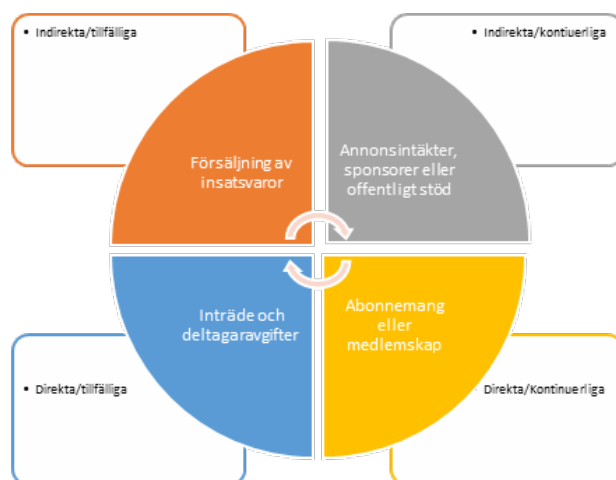 • Indirekta/tillfälliga
• Indirekta/kontiuerliga
Försäljning av
insatsvaror
Annonsintäkter,
sponsorer eller
offentligt stöd
Inträde och
deltagaravgifter
Abonnemang
eller
medlemskap
• Direkta/tillfälliga
Direkta/Kontinuerliga